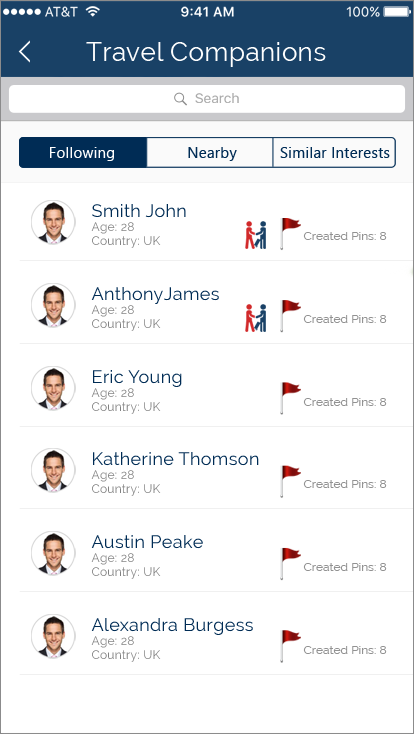 AT&T 9:41 AM 100%
Travel Companions
Search
Following Nearby Similar Interests
Smith John
Age: 28
Country: UK
Created Pins: 8
AnthonyJames
Age: 28
Country: UK
Created Pins: 8
Eric Young
Age: 28
Country: UK
Created Pins: 8
Katherine Thomson
Age: 28
Country: UK
Created Pins: 8
Austin Peake
Age: 28
Country: UK
Created Pins: 8
Alexandra Burgess
Age: 28
Country: UK
Created Pins: 8